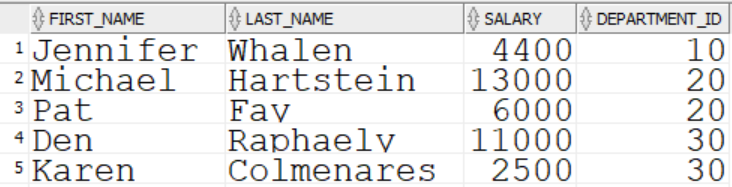 FIRST_NAME LAST_NAME SALARY DEPARTMENT_ID
1 Jennifer Whalen 4400 10
2 Michael Hartstein 13000 20
3 Pat Fay 6000 20
4 Den Raphaely 11000 30
5 Karen Colmenares 2500 30